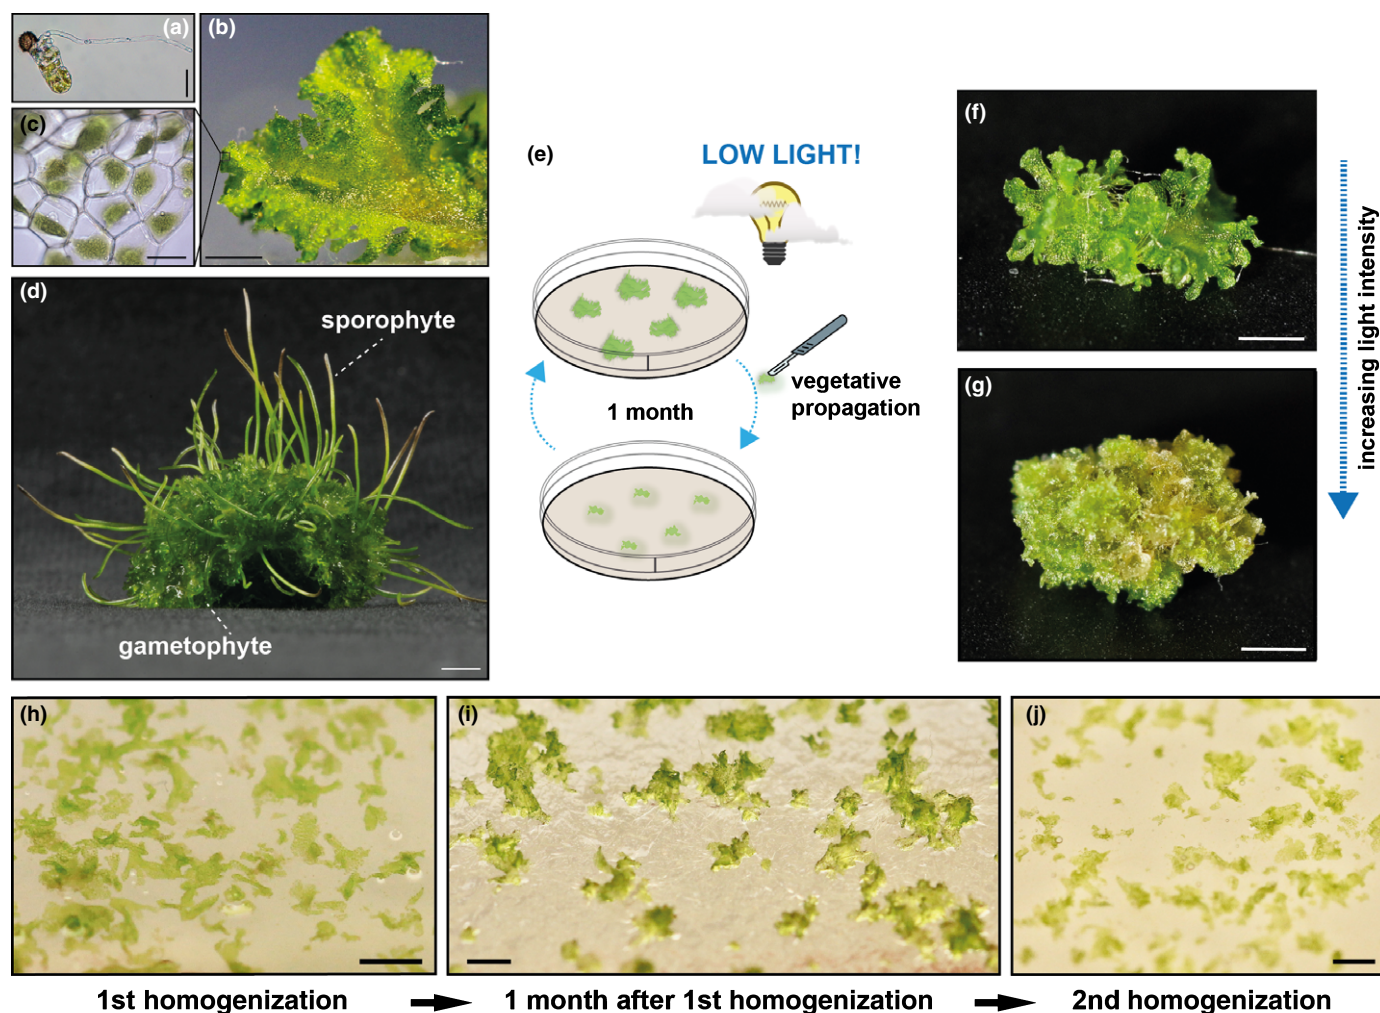 (a)
(b)
(c)
(d)
sporophyte
gametophyte
(e)
LOW LIGHT!
vegetative
propagation
1 month
(f)
(g)
increasing light intensity
(h)
(i)
(j)
1st homogenization
1 month after 1st homogenization
2nd homogenization